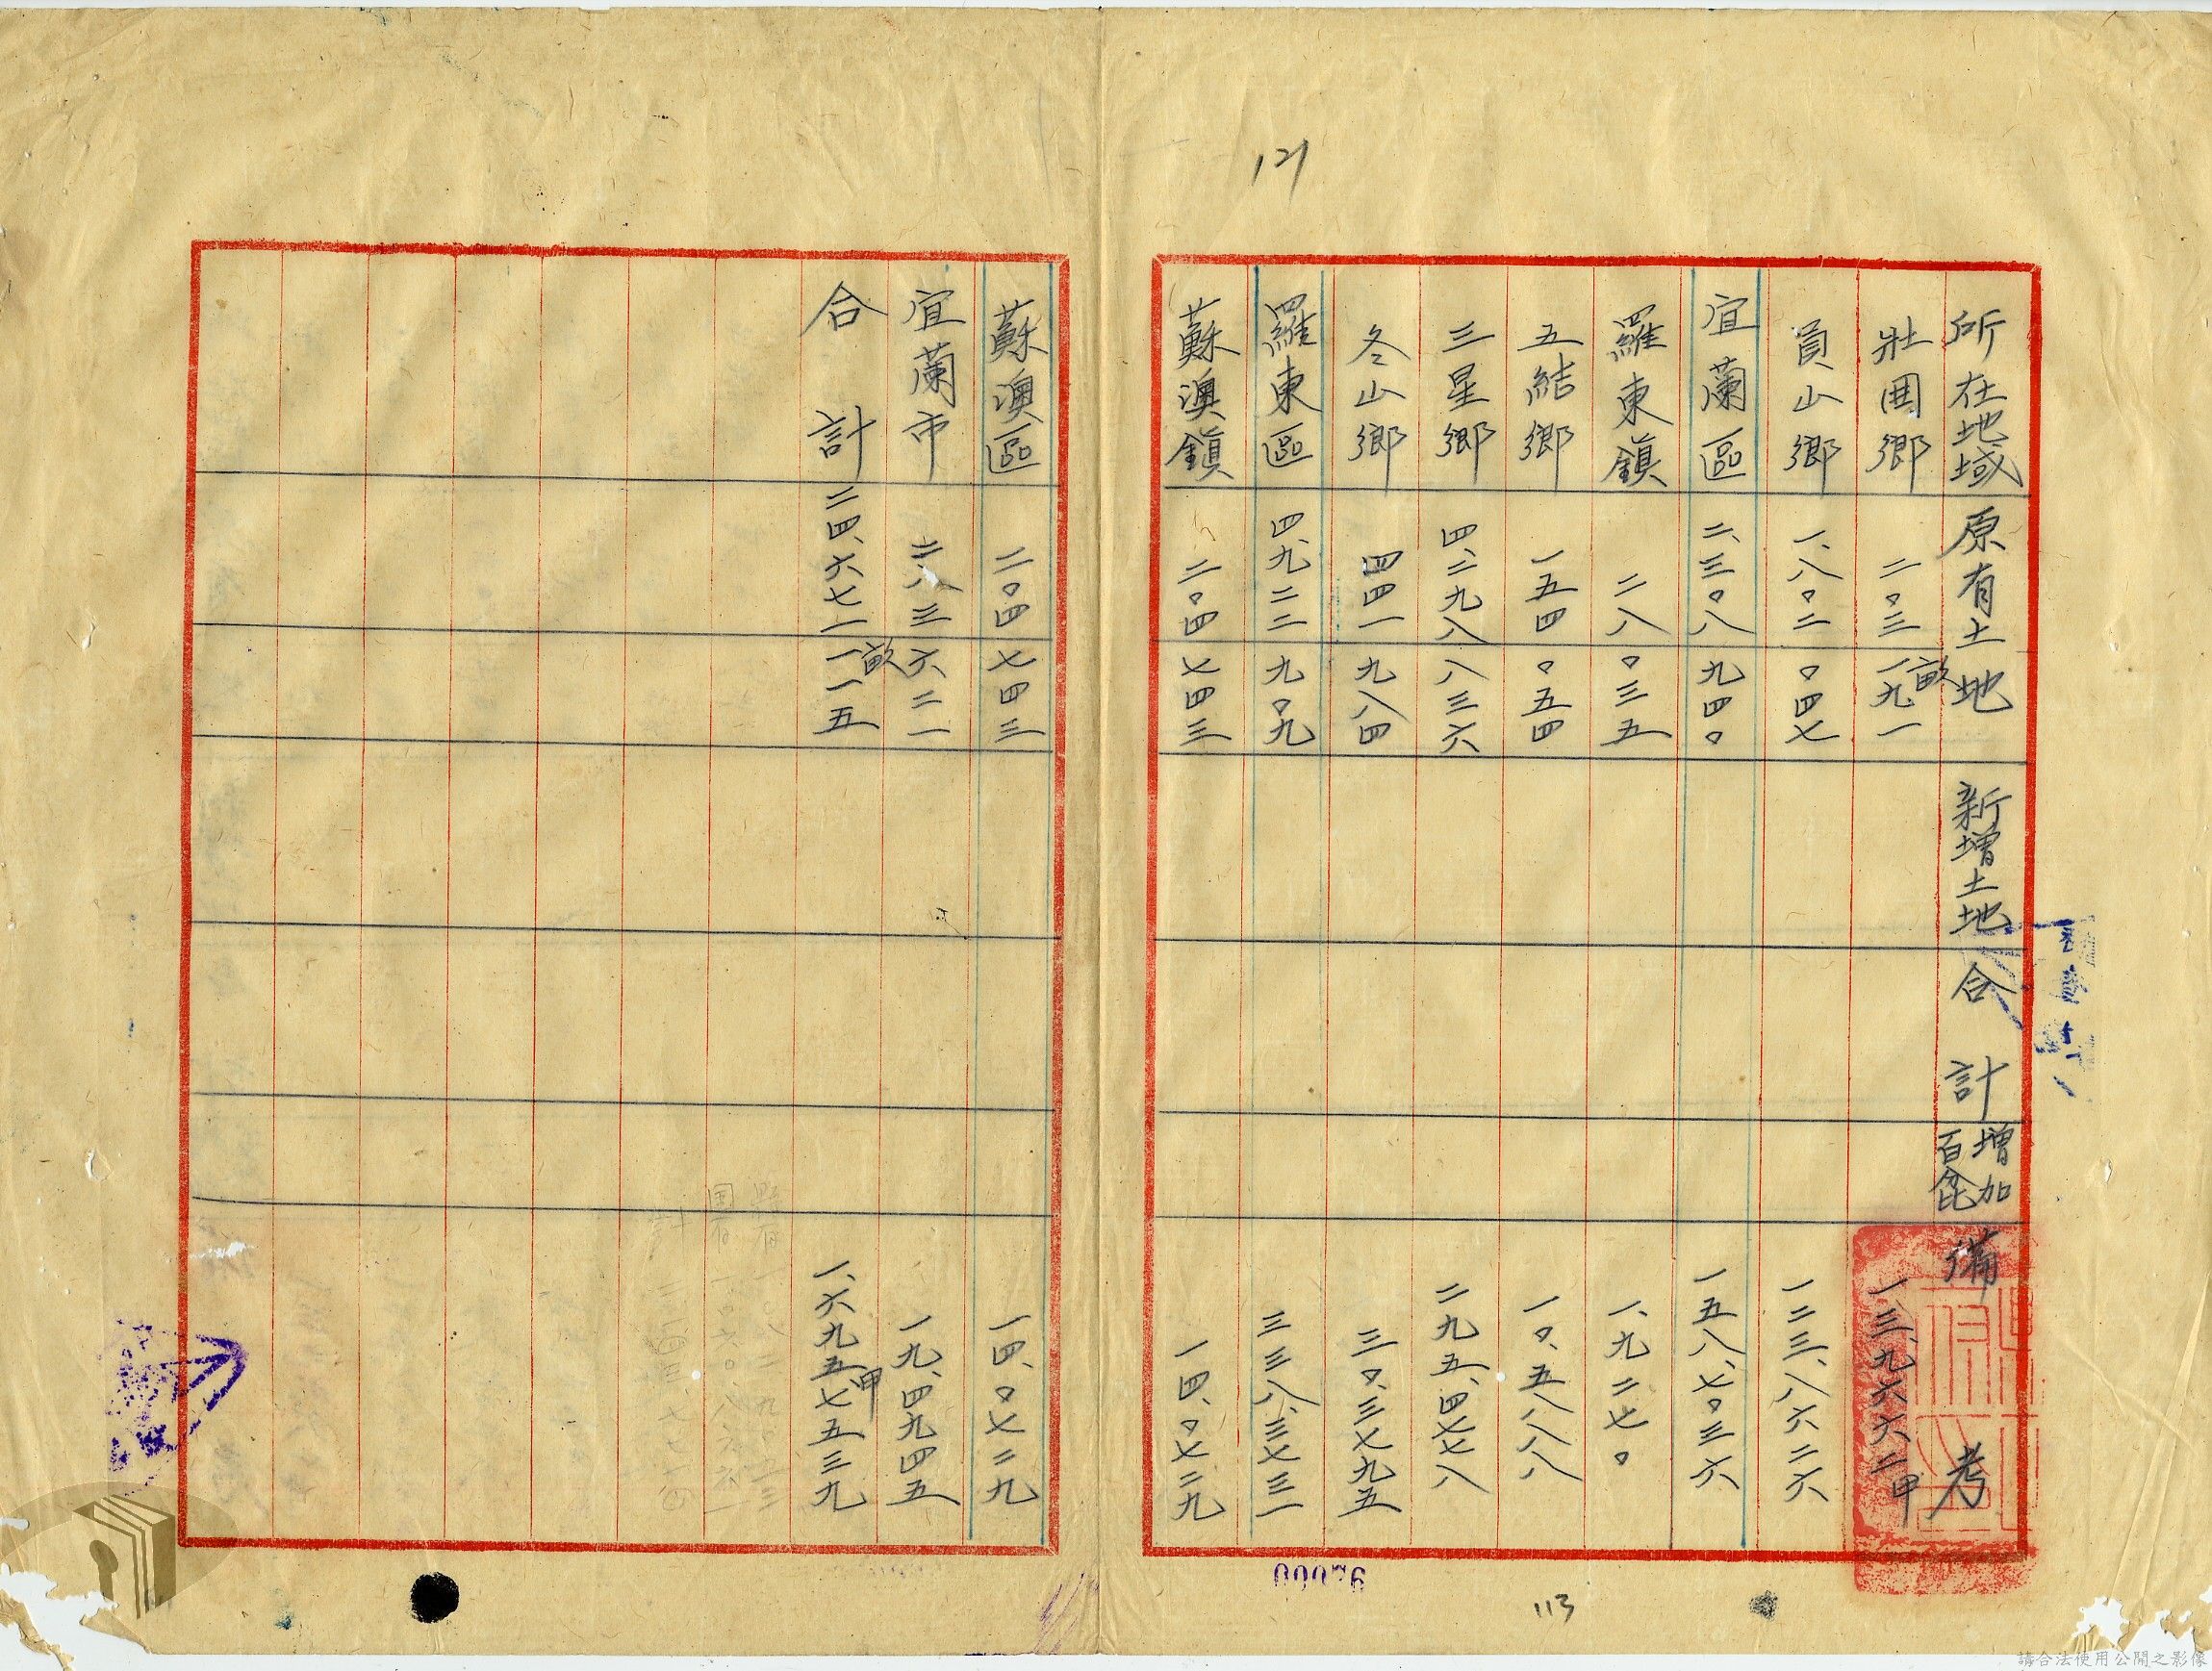 121
所在地域 原有土地 新增土地 合計 增加百分 備考
壯圍鄉 二〇三 畝 一九一 一三、九六六二甲
員山鄉 一、八〇二 〇四七 一二三、八六二六
宜蘭區 二、三〇八 九四〇 一五八、七〇三六
羅東鎮 二八 〇三五 一、九二七〇
五結鄉 一五四 〇五四 一〇、五八八八
三星鄉 四、二九八 八三六 二九五、四七七八
冬山鄉 四四一 九八四 三〇、三七九五
羅東區 四、九二二 九〇九 三三八、三七三一
蘇澳鎮 二〇四 七四三 一四、〇七二九
蘇澳區 二〇四 七四三 一四、〇七二九
宜蘭市 二八三 六二一 一九、四九四五
合計 二四、六七一 畝 一一五 一、六九五、甲 七五三九
00076
113
請合法使用公開之影像